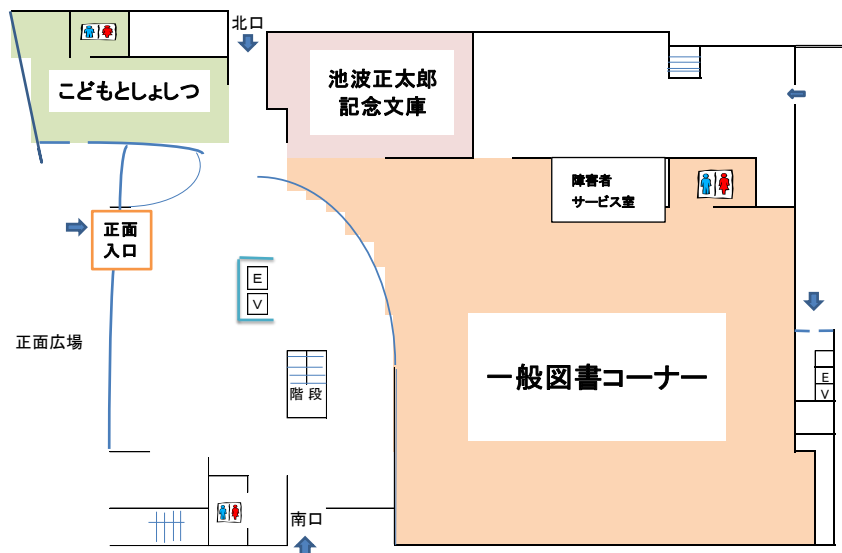 北口
こどもとしょしつ
池波正太郎
記念文庫
障害者
サービス室
正面
入口
E
V
正面広場
一般図書コーナー
階段
E
V
南口